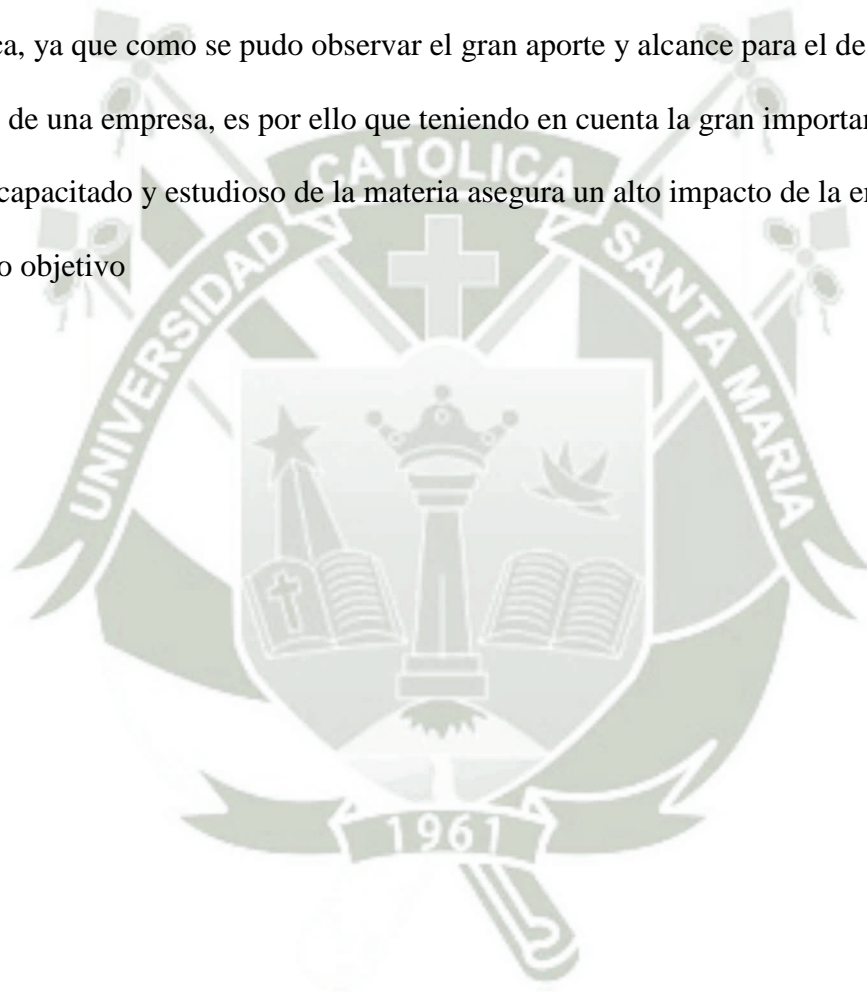 ca, ya que como se pudo observar el gran aporte y alcance para el de
de una empresa, es por ello que teniendo en cuenta la gran importan
capacitado y estudioso de la materia asegura un alto impacto de la e
o objetivo
UNIVERSIDAD CATOLICA SANTA MARIA
1961